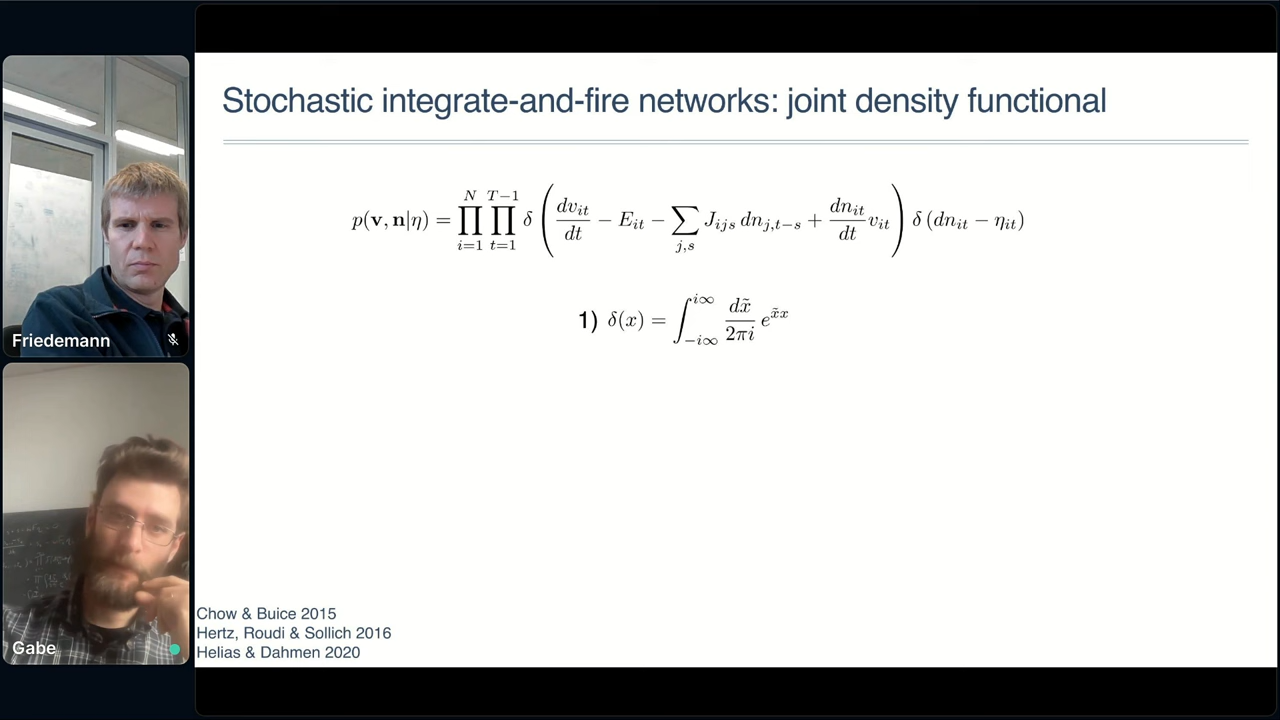 Stochastic integrate-and-fire networks: joint density functional
p(v, n|η) = ∏_{i=1}^{N} ∏_{t=1}^{T−1} δ ( dv_{it}/dt − E_{it} − ∑_{j,s} J_{ijs} dn_{j,t−s} + dn_{it}/dt v_{it} ) δ (dn_{it} − η_{it})
1) δ(x) = ∫_{−i∞}^{i∞} dx̃/2πi e^{x̃x}
Friedemann
Gabe
Chow & Buice 2015
Hertz, Roudi & Sollich 2016
Helias & Dahmen 2020